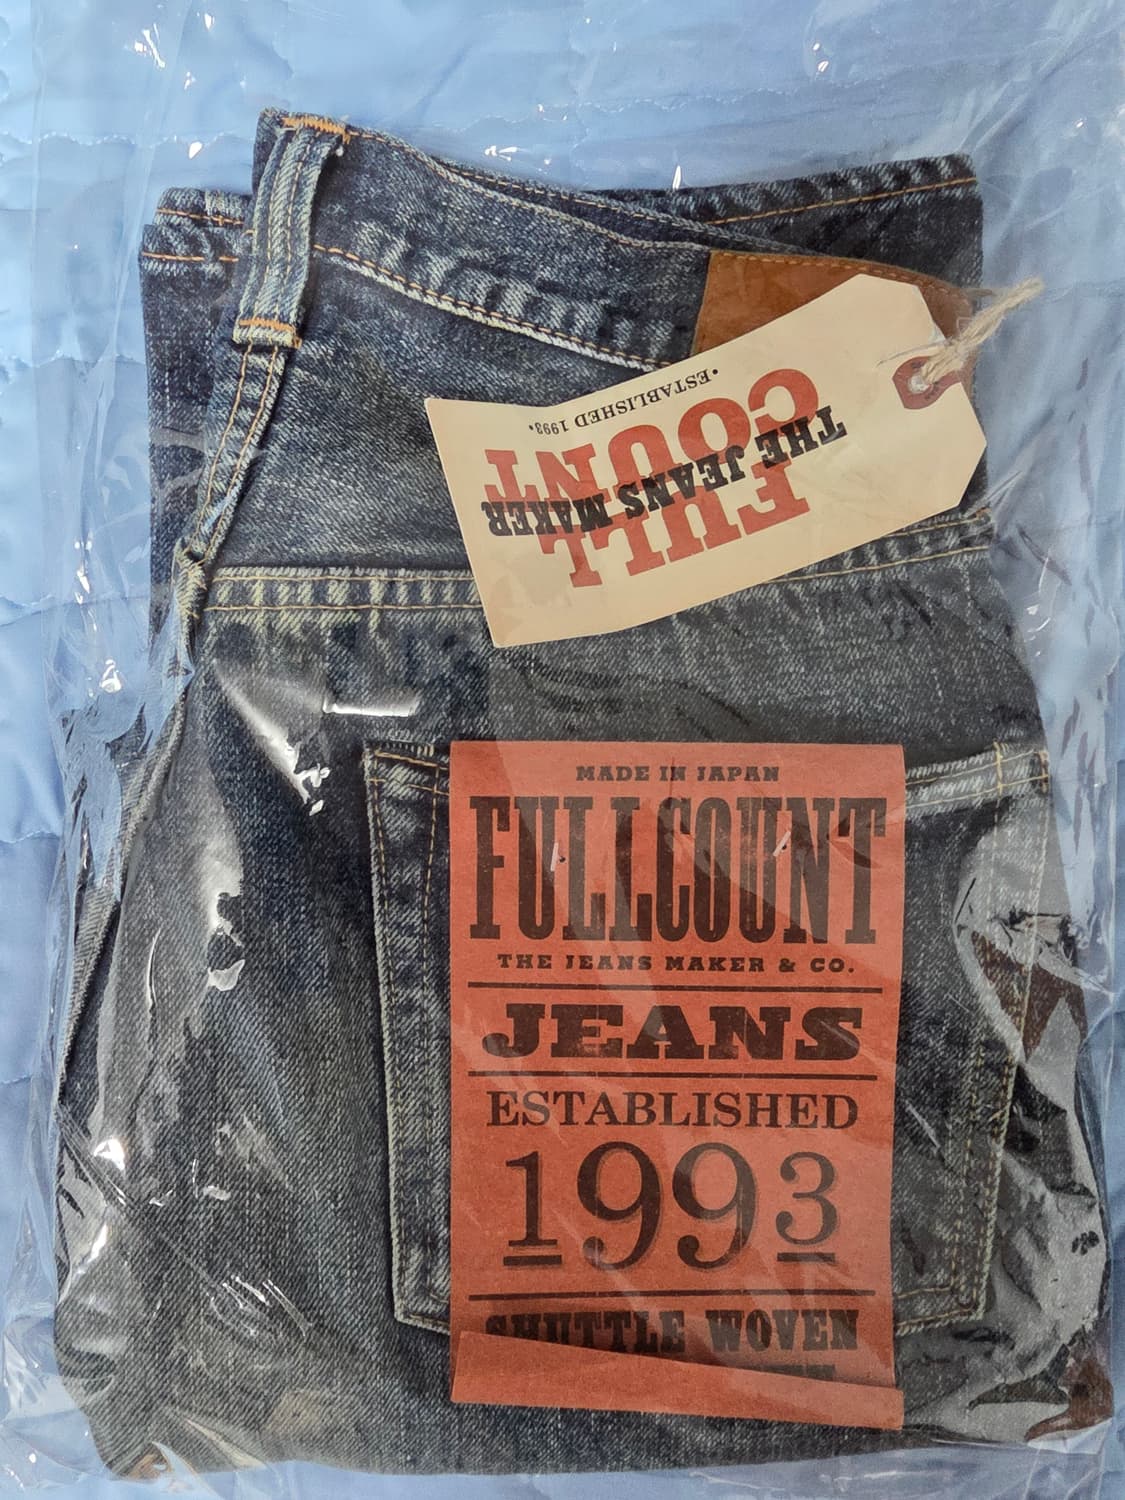 FULL
COUNT
THE JEANS MAKER
•ESTABLISHED 1993•
MADE IN JAPAN
FULLCOUNT
THE JEANS MAKER & CO.
JEANS
ESTABLISHED
1993
SHUTTLE WOVEN